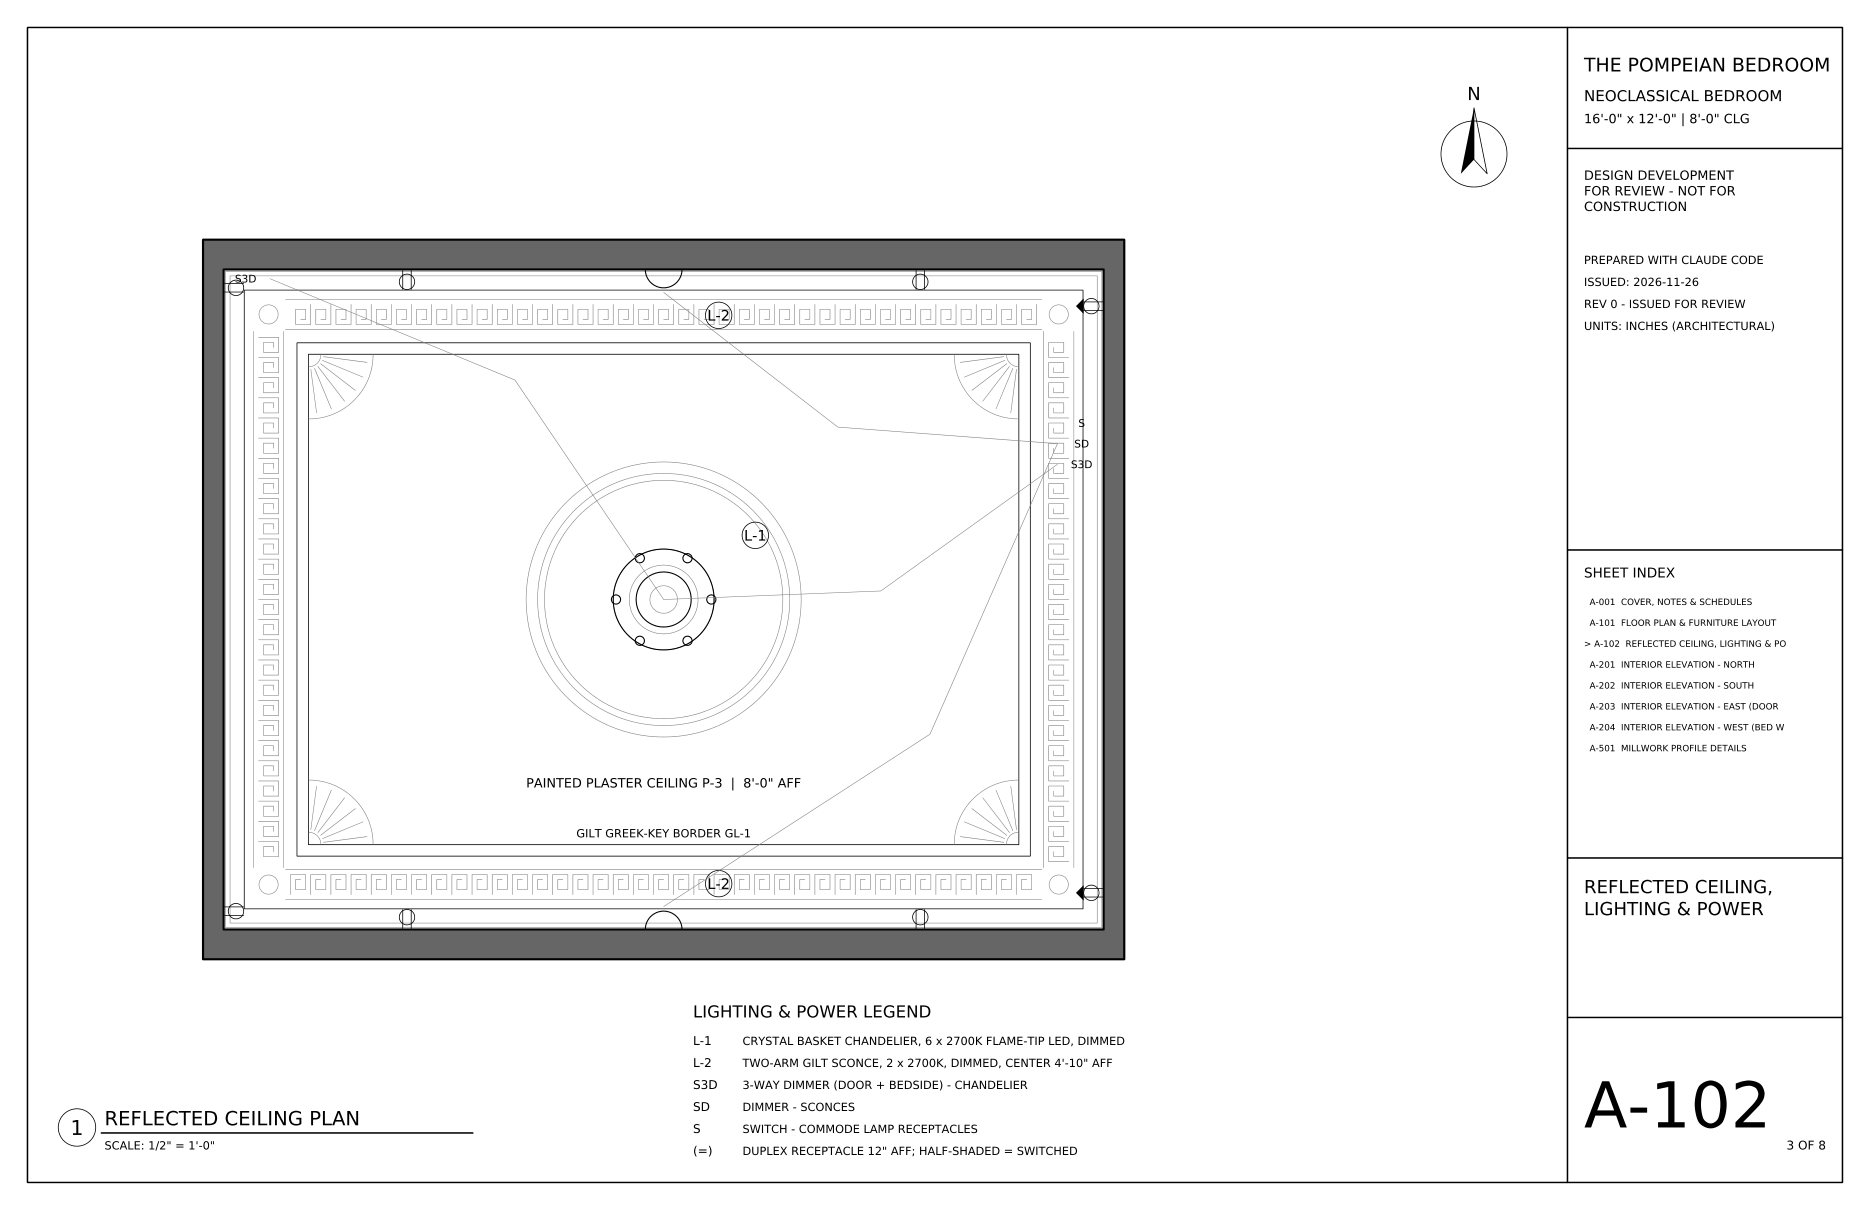 THE POMPEIAN BEDROOM
NEOCLASSICAL BEDROOM
16'-0" x 12'-0" | 8'-0" CLG
N
DESIGN DEVELOPMENT
FOR REVIEW - NOT FOR
CONSTRUCTION
PREPARED WITH CLAUDE CODE
ISSUED: 2026-11-26
REV 0 - ISSUED FOR REVIEW
UNITS: INCHES (ARCHITECTURAL)
S3D
L-2
S
SD
S3D
L-1
PAINTED PLASTER CEILING P-3 | 8'-0" AFF
GILT GREEK-KEY BORDER GL-1
L-2
SHEET INDEX
A-001 COVER, NOTES & SCHEDULES
A-101 FLOOR PLAN & FURNITURE LAYOUT
> A-102 REFLECTED CEILING, LIGHTING & PO
A-201 INTERIOR ELEVATION - NORTH
A-202 INTERIOR ELEVATION - SOUTH
A-203 INTERIOR ELEVATION - EAST (DOOR
A-204 INTERIOR ELEVATION - WEST (BED W
A-501 MILLWORK PROFILE DETAILS
REFLECTED CEILING,
LIGHTING & POWER
LIGHTING & POWER LEGEND
L-1 CRYSTAL BASKET CHANDELIER, 6 x 2700K FLAME-TIP LED, DIMMED
L-2 TWO-ARM GILT SCONCE, 2 x 2700K, DIMMED, CENTER 4'-10" AFF
S3D 3-WAY DIMMER (DOOR + BEDSIDE) - CHANDELIER
SD DIMMER - SCONCES
S SWITCH - COMMODE LAMP RECEPTACLES
(=) DUPLEX RECEPTACLE 12" AFF; HALF-SHADED = SWITCHED
1 REFLECTED CEILING PLAN
SCALE: 1/2" = 1'-0"
A-102
3 OF 8